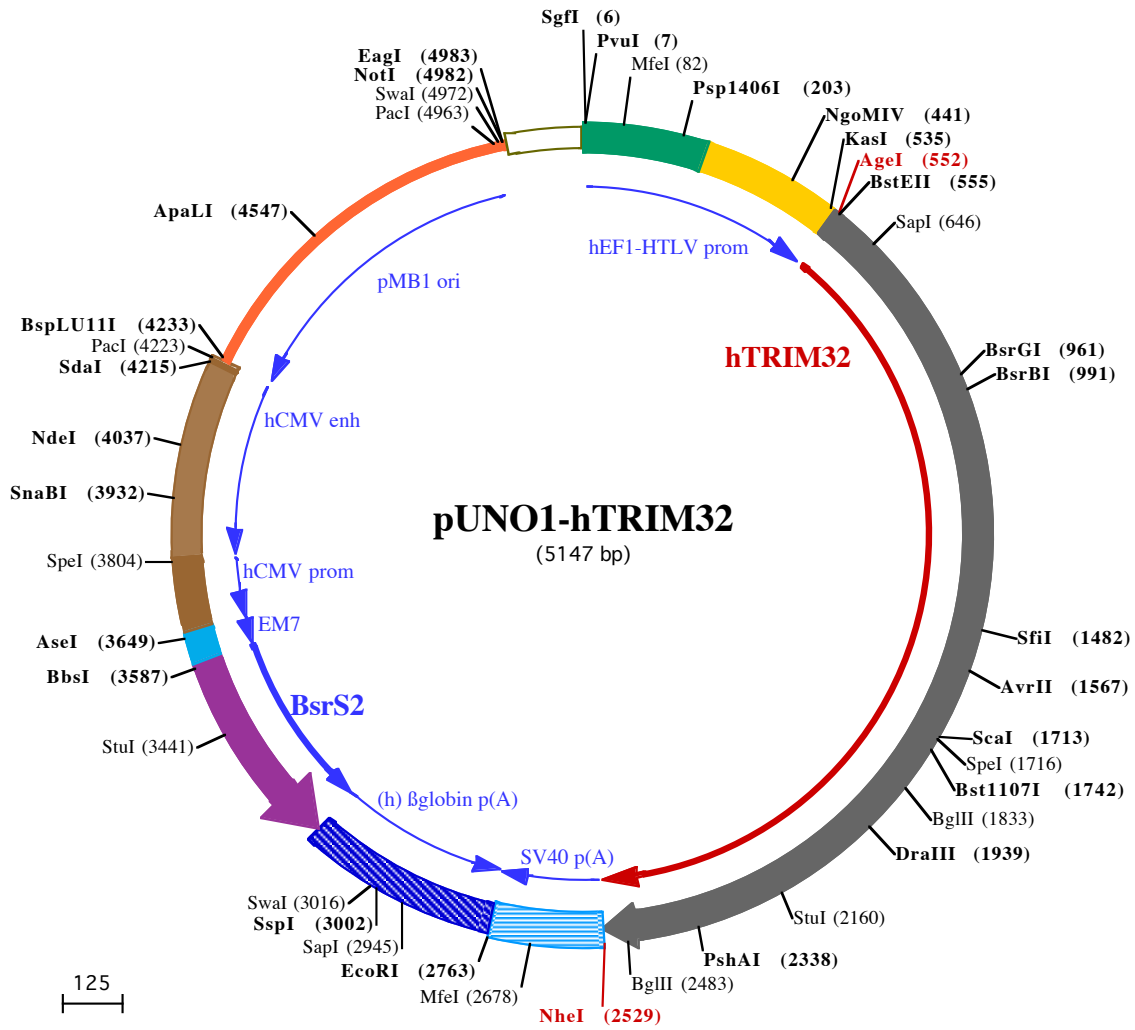 SgfI (6)
PvuI (7)
MfeI (82)
Psp1406I (203)
NgoMIV (441)
KasI (535)
AgeI (552)
BstEII (555)
SapI (646)
BsrGI (961)
BsrBI (991)
SfiI (1482)
AvrII (1567)
ScaI (1713)
SpeI (1716)
Bst1107I (1742)
BglII (1833)
DraIII (1939)
StuI (2160)
PshAI (2338)
BglII (2483)
NheI (2529)
MfeI (2678)
EcoRI (2763)
SapI (2945)
SspI (3002)
SwaI (3016)
StuI (3441)
BbsI (3587)
AseI (3649)
SpeI (3804)
SnaBI (3932)
NdeI (4037)
SdaI (4215)
PacI (4223)
BspLU11I (4233)
ApaLI (4547)
PacI (4963)
SwaI (4972)
NotI (4982)
EagI (4983)
hEF1-HTLV prom
hTRIM32
SV40 p(A)
(h) ßglobin p(A)
BsrS2
EM7
hCMV prom
hCMV enh
pMB1 ori
pUNO1-hTRIM32
(5147 bp)
125